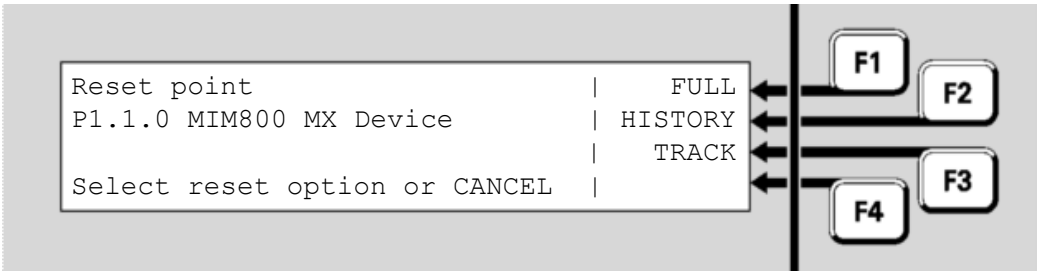 Reset point | FULL
P1.1.0 MIM800 MX Device | HISTORY
| TRACK
Select reset option or CANCEL |
F1
F2
F3
F4